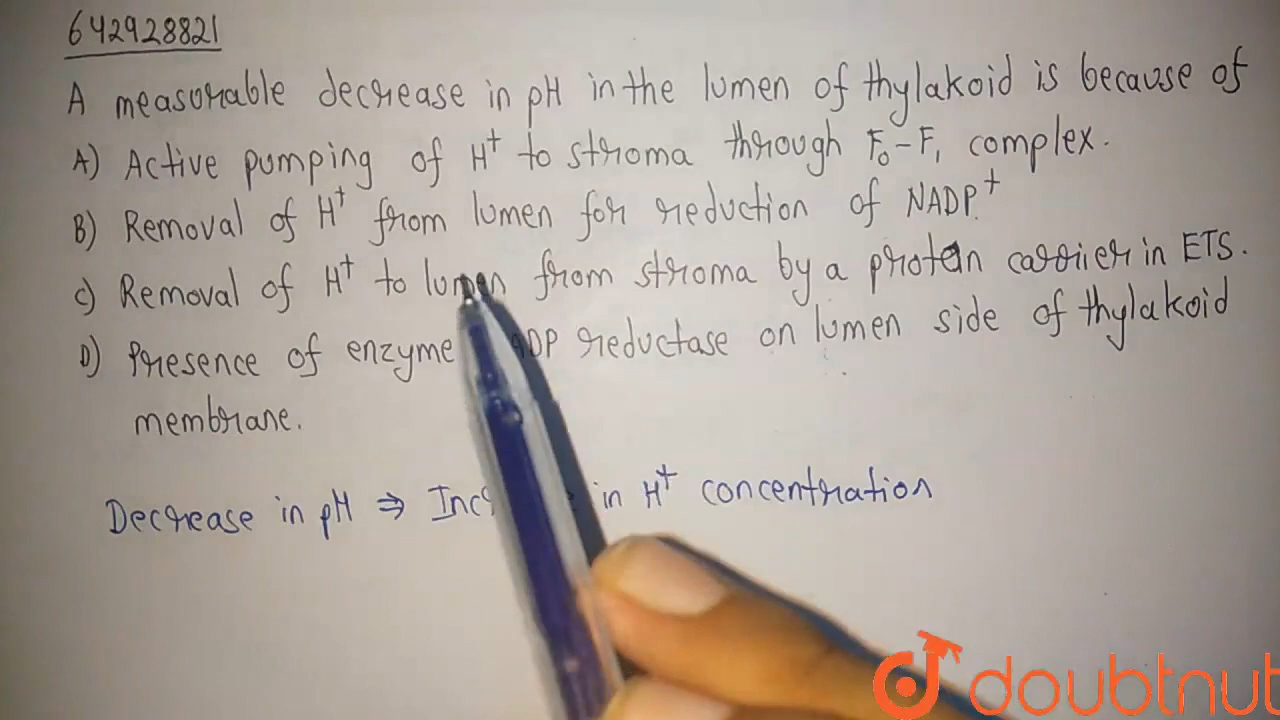 642928821
A measurable decrease in pH in the lumen of thylakoid is because of
A) Active pumping of H⁺ to stroma through F₀-F₁ complex.
B) Removal of H⁺ from lumen for reduction of NADP⁺
C) Removal of H⁺ to lumen from stroma by a protein carrier in ETS.
D) Presence of enzyme reductase on lumen side of thylakoid
membrane.
Decrease in pH ⇒ in H⁺ concentration
doubtnut